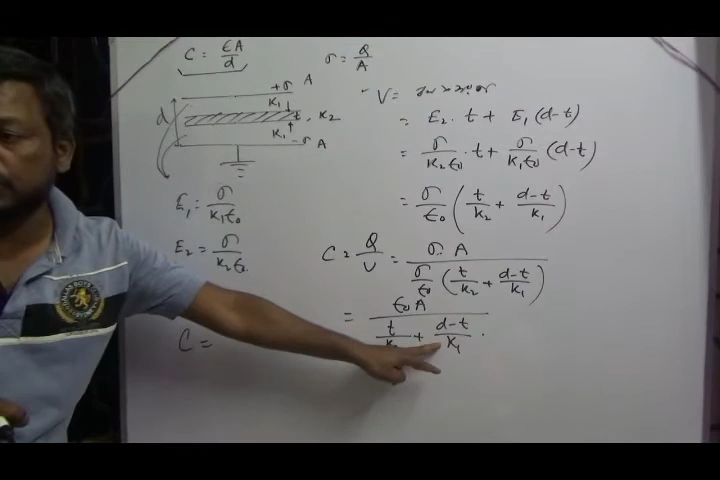 C = ϵA/d
σ = Q/A
+σ A
K₁
d
t, K₂
K₁
-σ A
E₁ = σ/K₁ϵ₀
E₂ = σ/K₂ϵ₀
C =
V =
= E₂· t + E₁(d-t)
= σ/K₂ϵ₀ · t + σ/K₁ϵ₀ (d-t)
= σ/ϵ₀ (t/K₂ + d-t/K₁)
C = Q/V = σ. A / σ/ϵ₀ (t/K₂ + d-t/K₁)
= ϵ₀A / t/K₂ + d-t/K₁ .